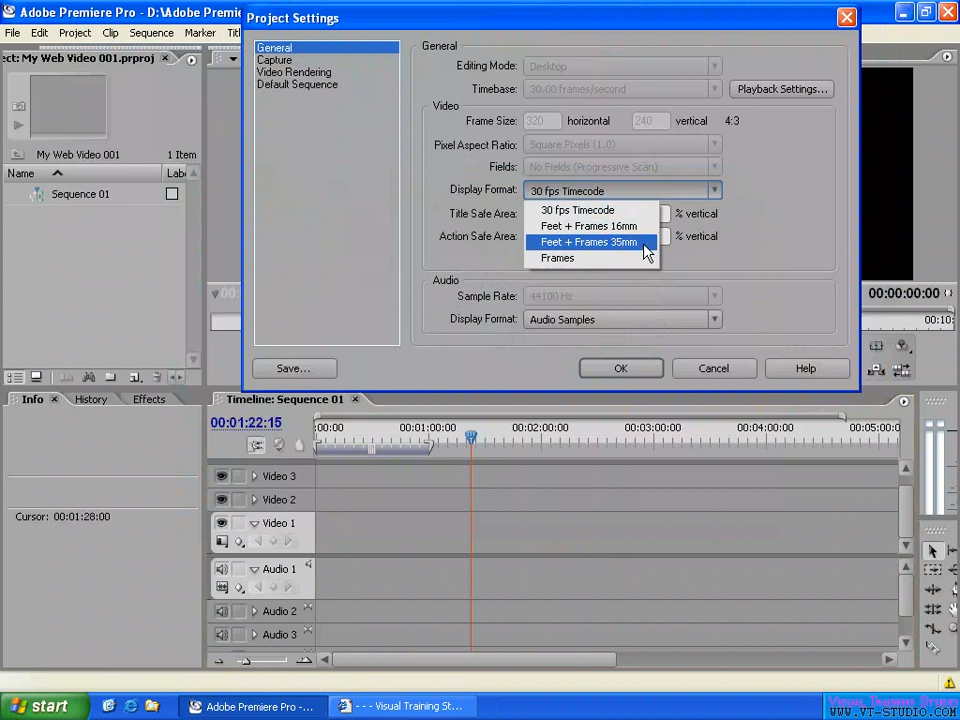 Adobe Premiere Pro - D:\Adobe Premie
Project Settings
File Edit Project Clip Sequence Marker
General
Capture
Video Rendering
Default Sequence
General
Editing Mode: Desktop
Timebase: 30.00 frames/second Playback Settings...
Video
Frame Size: 320 horizontal 240 vertical 4:3
Pixel Aspect Ratio: Square Pixels (1.0)
Fields: No Fields (Progressive Scan)
Display Format: 30 fps Timecode
30 fps Timecode
Feet + Frames 16mm
Feet + Frames 35mm
Frames
Title Safe Area: % vertical
Action Safe Area: % vertical
Audio
Sample Rate: 44100 Hz
Display Format: Audio Samples
Save... OK Cancel Help
ect: My Web Video 001.prproj
My Web Video 001 1 Item
Name Labe
Sequence 01
00:00:00:00
00:10:
Info History Effects
Cursor: 00:01:28:00
Timeline: Sequence 01
00:01:22:15
:00:00 00:01:00:00 00:02:00:00 00:03:00:00 00:04:00:00 00:05:00:0
Video 3
Video 2
Video 1
Audio 1
Audio 2
Audio 3
start Adobe Premiere Pro - ... - - - Visual Training St...
Visual Training Studio
www.vt-studio.com